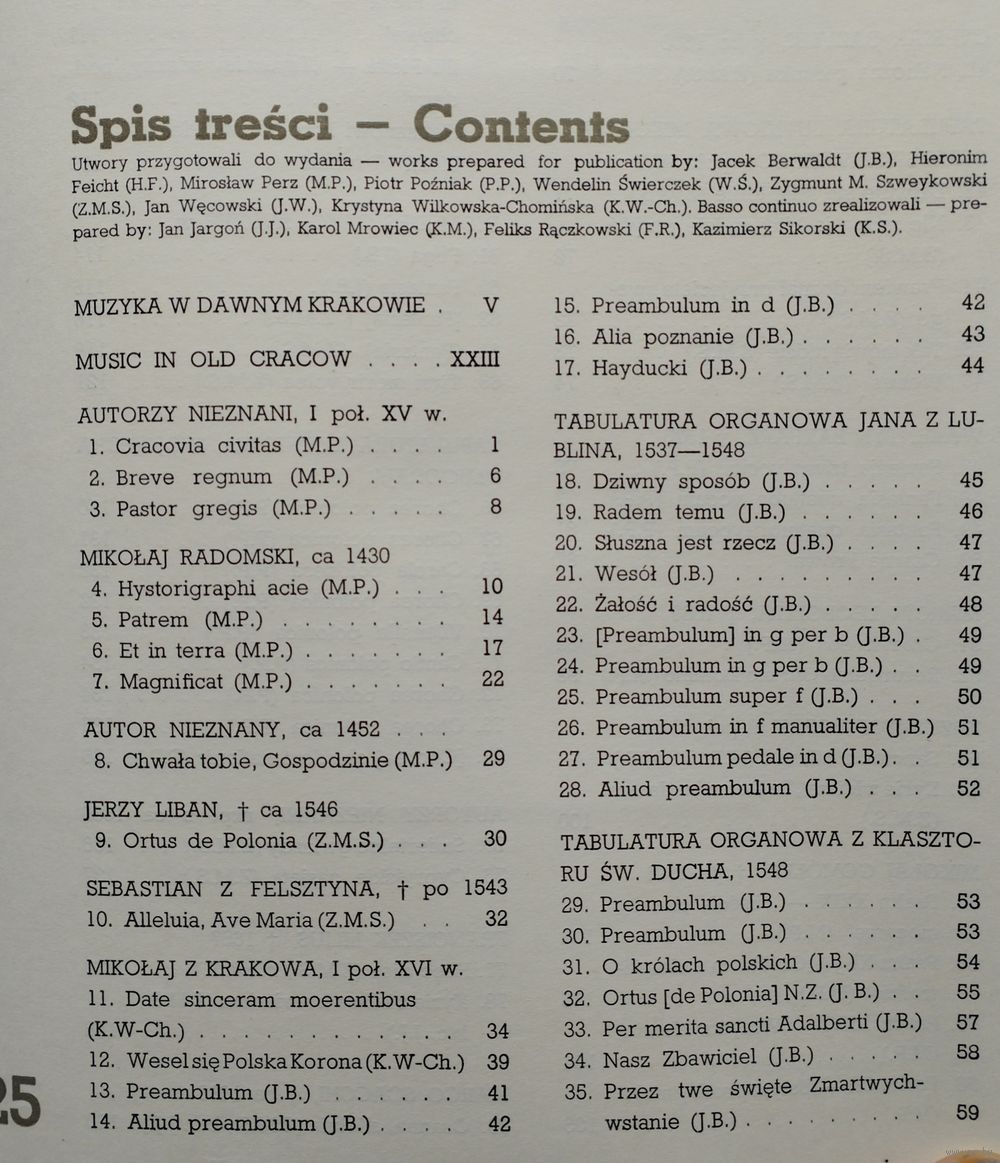 Spis treści — Contents
Utwory przygotowali do wydania — works prepared for publication by: Jacek Berwaldt (J.B.), Hieronim
Feicht (H.F.), Mirosław Perz (M.P.), Piotr Poźniak (P.P.), Wendelin Świerczek (W.Ś.), Zygmunt M. Szweykowski
(Z.M.S.), Jan Węcowski (J.W.), Krystyna Wilkowska-Chomińska (K.W.-Ch.). Basso continuo zrealizowali — pre-
pared by: Jan Jargoń (J.J.), Karol Mrowiec (K.M.), Feliks Rączkowski (F.R.), Kazimierz Sikorski (K.S.).
MUZYKA W DAWNYM KRAKOWIE . V
MUSIC IN OLD CRACOW . . . . XXIII
AUTORZY NIEZNANI, I poł. XV w.
1. Cracovia civitas (M.P.) . . . . 1
2. Breve regnum (M.P.) . . . . 6
3. Pastor gregis (M.P.) . . . . . 8
MIKOŁAJ RADOMSKI, ca 1430
4. Hystorigraphi acie (M.P.) . . . 10
5. Patrem (M.P.) . . . . . . . . 14
6. Et in terra (M.P.) . . . . . . . 17
7. Magnificat (M.P.) . . . . . . . 22
AUTOR NIEZNANY, ca 1452 . . .
8. Chwała tobie, Gospodzinie (M.P.) 29
JERZY LIBAN, † ca 1546
9. Ortus de Polonia (Z.M.S.) . . . 30
SEBASTIAN Z FELSZTYNA, † po 1543
10. Alleluia, Ave Maria (Z.M.S.) . . 32
MIKOŁAJ Z KRAKOWA, I poł. XVI w.
11. Date sinceram moerentibus
(K.W-Ch.) . . . . . . . . . . . . 34
12. Wesel się Polska Korona (K.W-Ch.) 39
13. Preambulum (J.B.) . . . . . . 41
14. Aliud preambulum (J.B.) . . . . 42
15. Preambulum in d (J.B.) . . . . 42
16. Alia poznanie (J.B.) . . . . . . 43
17. Hayducki (J.B.) . . . . . . . . 44
TABULATURA ORGANOWA JANA Z LU-
BLINA, 1537—1548
18. Dziwny sposób (J.B.) . . . . . 45
19. Radem temu (J.B.) . . . . . . 46
20. Słuszna jest rzecz (J.B.) . . . . 47
21. Wesół (J.B.) . . . . . . . . . 47
22. Żałość i radość (J.B.) . . . . . 48
23. [Preambulum] in g per b (J.B.) . 49
24. Preambulum in g per b (J.B.) . . 49
25. Preambulum super f (J.B.) . . . 50
26. Preambulum in f manualiter (J.B.) 51
27. Preambulum pedale in d (J.B.) . . 51
28. Aliud preambulum (J.B.) . . . 52
TABULATURA ORGANOWA Z KLASZTO-
RU ŚW. DUCHA, 1548
29. Preambulum (J.B.) . . . . . . 53
30. Preambulum (J.B.) . . . . . . 53
31. O królach polskich (J.B.) . . . 54
32. Ortus [de Polonia] N.Z. (J. B.) . . 55
33. Per merita sancti Adalberti (J.B.) 57
34. Nasz Zbawiciel (J.B.) . . . . . 58
35. Przez twe święte Zmartwych-
wstanie (J.B.) . . . . . . . . 59
25